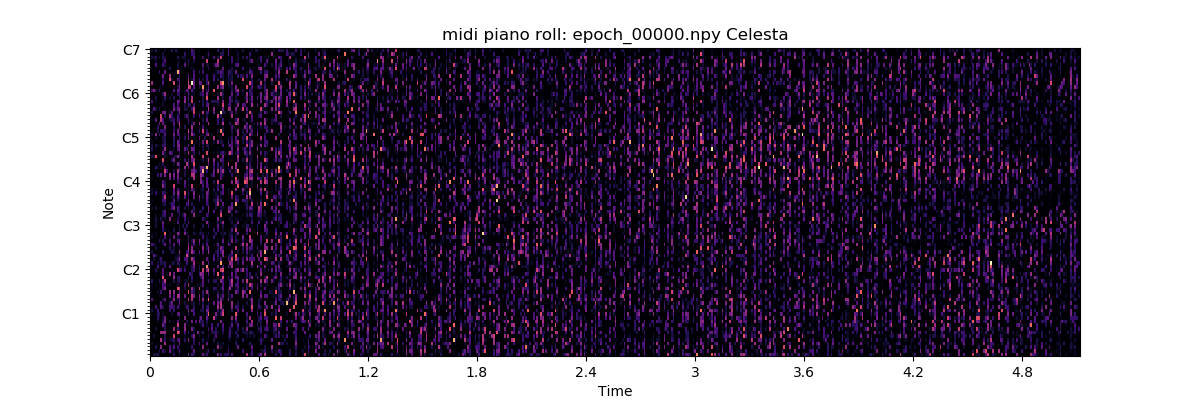 midi piano roll: epoch_00000.npy Celesta
C7
C6
C5
C4
C3
C2
C1
Note
0 0.6 1.2 1.8 2.4 3 3.6 4.2 4.8
Time